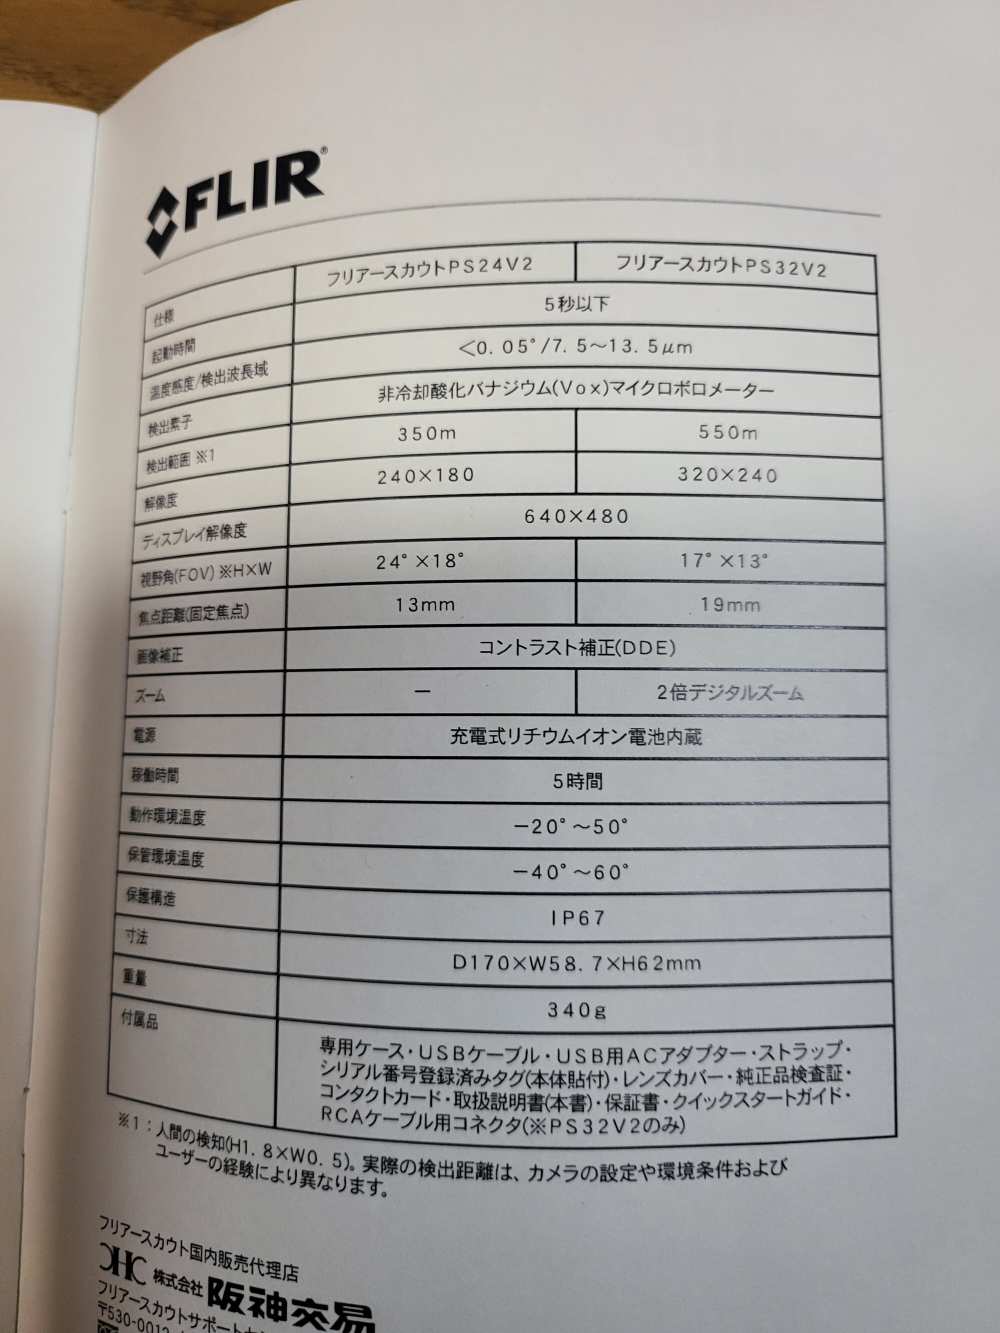 FLIR®
仕様 フリアースカウトPS24V2 フリアースカウトPS32V2
起動時間 5秒以下
温度感度/検出波長域 <0.05°/7.5〜13.5μm
検出素子 非冷却酸化バナジウム(Vox)マイクロボロメーター
検出範囲 ※1 350m 550m
解像度 240×180 320×240
ディスプレイ解像度 640×480
視野角(FOV) ※H×W 24°×18° 17°×13°
焦点距離(固定焦点) 13mm 19mm
画像補正 コントラスト補正(DDE)
ズーム ー 2倍デジタルズーム
電源 充電式リチウムイオン電池内蔵
稼働時間 5時間
動作環境温度 −20°〜50°
保管環境温度 −40°〜60°
保護構造 IP67
寸法 D170×W58.7×H62mm
重量 340g
付属品 専用ケース・USBケーブル・USB用ACアダプター・ストラップ・
シリアル番号登録済みタグ(本体貼付)・レンズカバー・純正品検査証・
コンタクトカード・取扱説明書(本書)・保証書・クイックスタートガイド・
RCAケーブル用コネクタ(※PS32V2のみ)
※1:人間の検知(H1.8×W0.5)。実際の検出距離は、カメラの設定や環境条件および
ユーザーの経験により異なります。
フリアースカウト国内販売代理店
株式会社 阪神交易
フリアースカウトサポート
〒530-0012